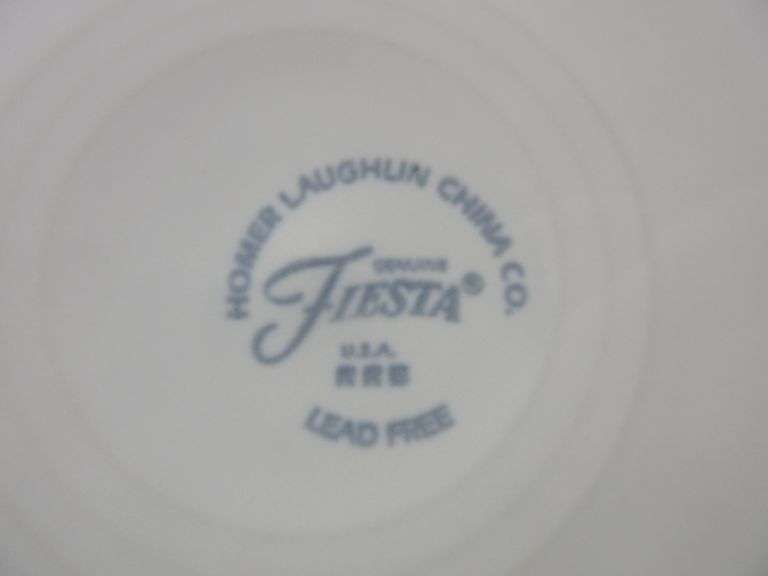 HOMER LAUGHLIN CHINA CO.
GENUINE
FIESTA®
U.S.A.
LEAD FREE